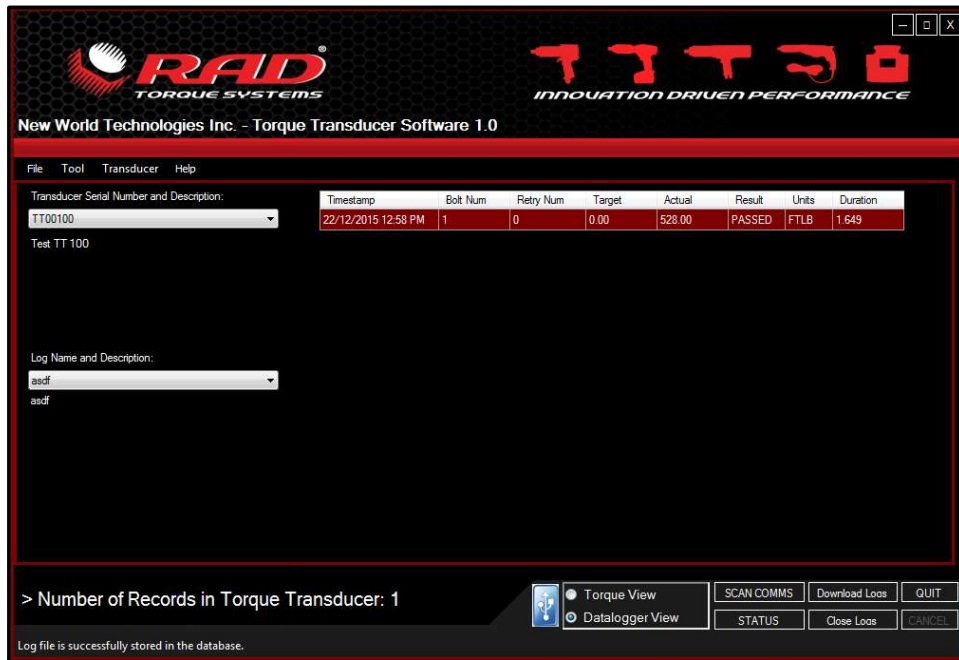 — □ X
RAD®
TORQUE SYSTEMS
INNOVATION DRIVEN PERFORMANCE
New World Technologies Inc. - Torque Transducer Software 1.0
File Tool Transducer Help
Transducer Serial Number and Description:
TT00100
Test TT 100
Timestamp Bolt Num Retry Num Target Actual Result Units Duration
22/12/2015 12:58 PM 1 0 0.00 528.00 PASSED FTLB 1.649
Log Name and Description:
asdf
asdf
> Number of Records in Torque Transducer: 1
Torque View
Datalogger View
SCAN COMMS Download Logs QUIT
STATUS Close Logs CANCEL
Log file is successfully stored in the database.